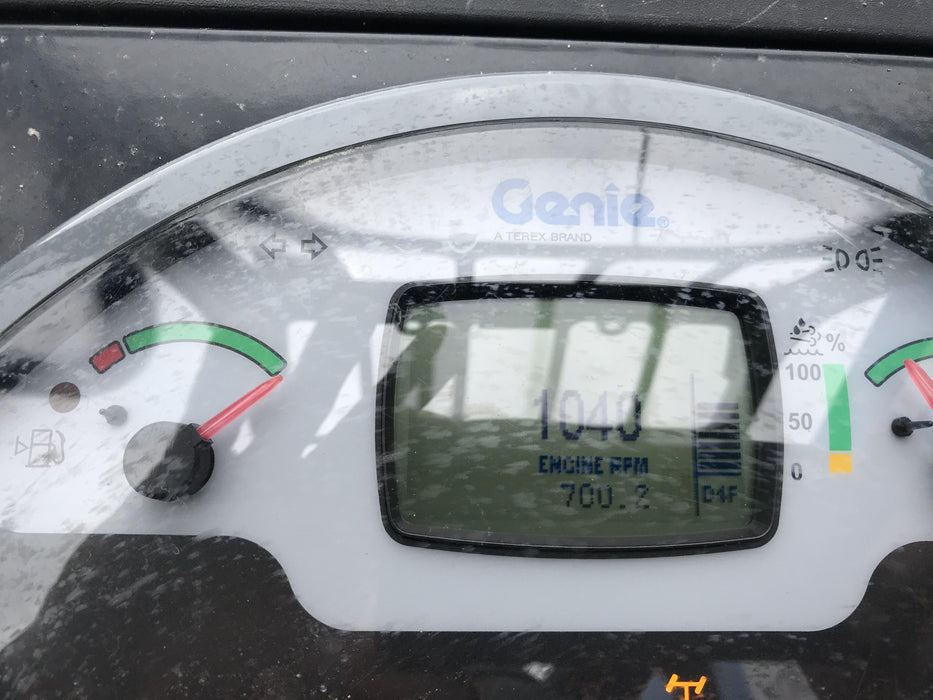 Genie®
A TEREX BRAND
%
100
50
0
1040
ENGINE RPM
700.2
D4F